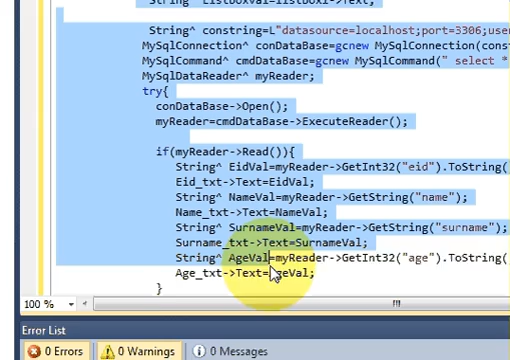 String^ ListBoxVal=listBox1->Text;
String^ constring=L"datasource=localhost;port=3306;user
MySqlConnection^ conDataBase=gcnew MySqlConnection(cons
MySqlCommand^ cmdDataBase=gcnew MySqlCommand(" select *
MySqlDataReader^ myReader;
try{
conDataBase->Open();
myReader=cmdDataBase->ExecuteReader();
if(myReader->Read()){
String^ EidVal=myReader->GetInt32("eid").ToString(
Eid_txt->Text=EidVal;
String^ NameVal=myReader->GetString("name");
Name_txt->Text=NameVal;
String^ SurnameVal=myReader->GetString("surname");
Surname_txt->Text=SurnameVal;
String^ AgeVal=myReader->GetInt32("age").ToString(
Age_txt->Text=AgeVal;
}
100 %
Error List
0 Errors 0 Warnings 0 Messages